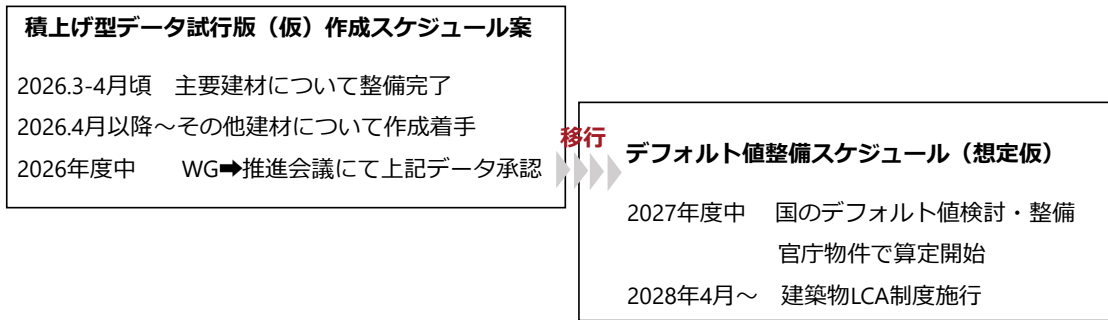 積上げ型データ試行版（仮）作成スケジュール案
2026.3-4月頃　主要建材について整備完了
2026.4月以降～その他建材について作成着手
2026年度中　　WG➡推進会議にて上記データ承認
移行
デフォルト値整備スケジュール（想定仮）
2027年度中　国のデフォルト値検討・整備
官庁物件で算定開始
2028年4月～　建築物LCA制度施行